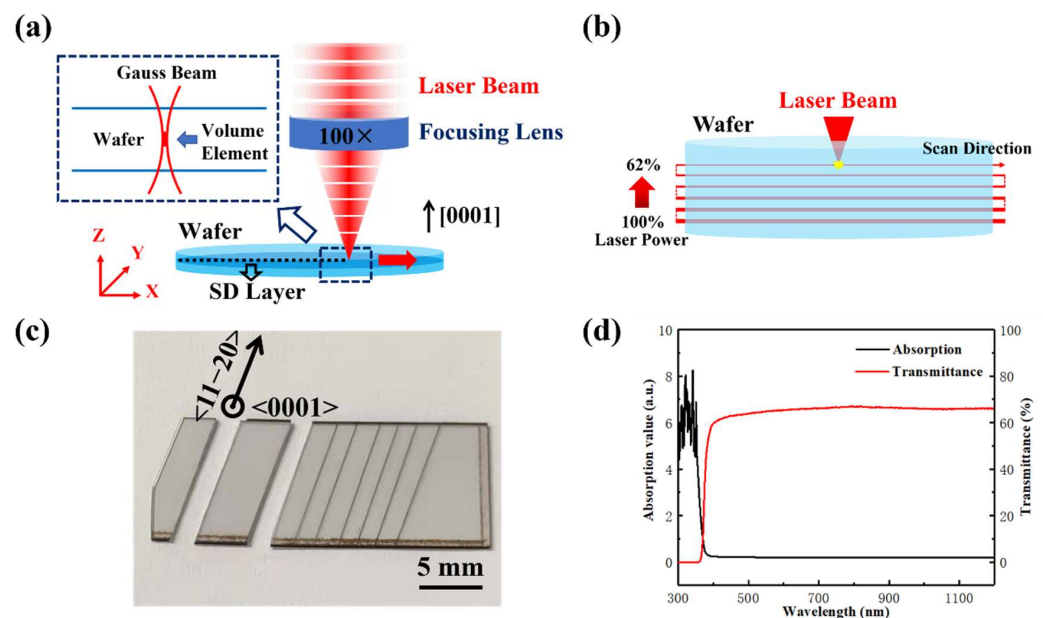 (a)
Gauss Beam
Wafer
Volume
Element
Laser Beam
100×
Focusing Lens
[0001]
Z
Y
X
Wafer
SD Layer
(b)
Laser Beam
Wafer
Scan Direction
62%
100%
Laser Power
(c)
<11−20>
<0001>
5 mm
(d)
Absorption value (a.u.)
10
8
6
4
2
0
Absorption
Transmittance
100
80
60
40
20
0
Transmittance (%)
300 500 700 900 1100
Wavelength (nm)